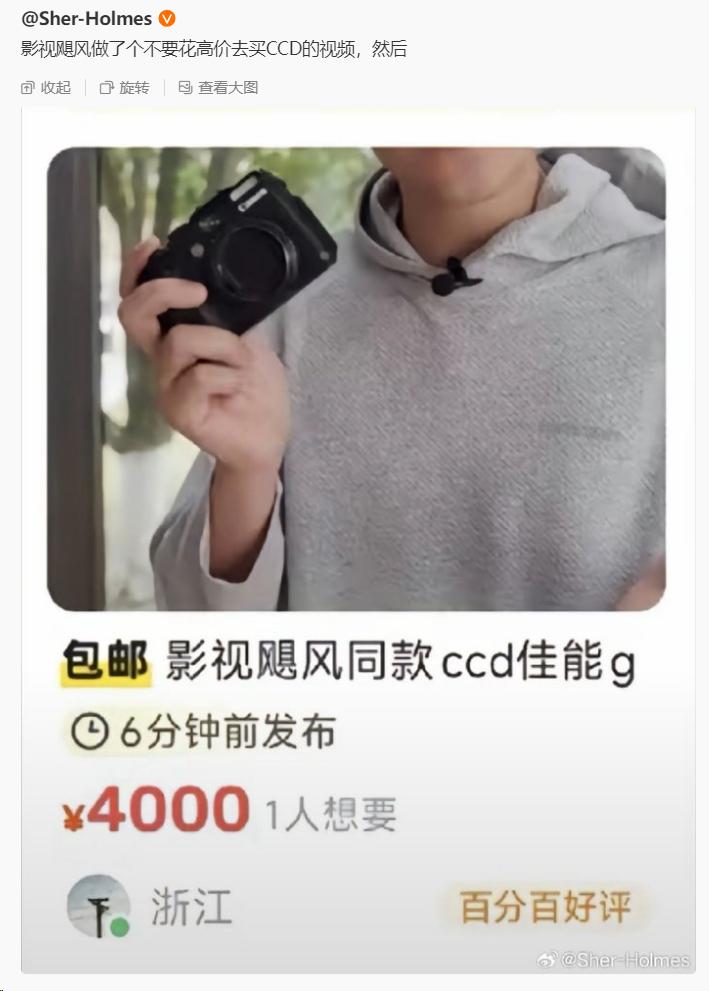 @Sher-Holmes
影视飓风做了个不要花高价去买CCD的视频，然后
收起 旋转 查看大图
Canon
包邮 影视飓风同款ccd佳能g
6分钟前发布
¥4000 1人想要
浙江 百分百好评
@Sher-Holmes